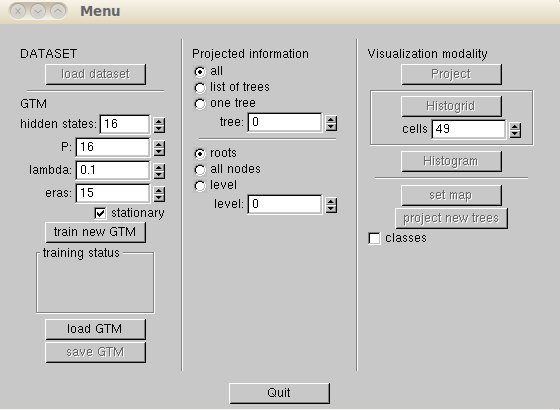 Menu
DATASET
load dataset
GTM
hidden states: 16
P: 16
lambda: 0.1
eras: 15
stationary
train new GTM
training status
load GTM
save GTM
Projected information
all
list of trees
one tree
tree: 0
roots
all nodes
level
level: 0
Visualization modality
Project
Histogrid
cells 49
Histogram
set map
project new trees
classes
Quit